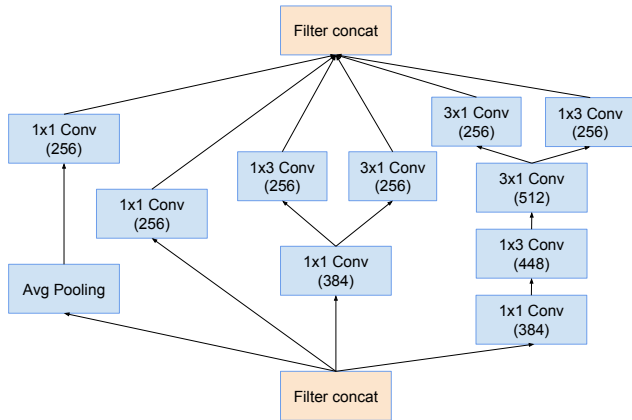 Filter concat
1x1 Conv
(256)
3x1 Conv
(256)
1x3 Conv
(256)
1x3 Conv
(256)
3x1 Conv
(256)
3x1 Conv
(512)
1x1 Conv
(256)
1x3 Conv
(448)
1x1 Conv
(384)
Avg Pooling
1x1 Conv
(384)
Filter concat